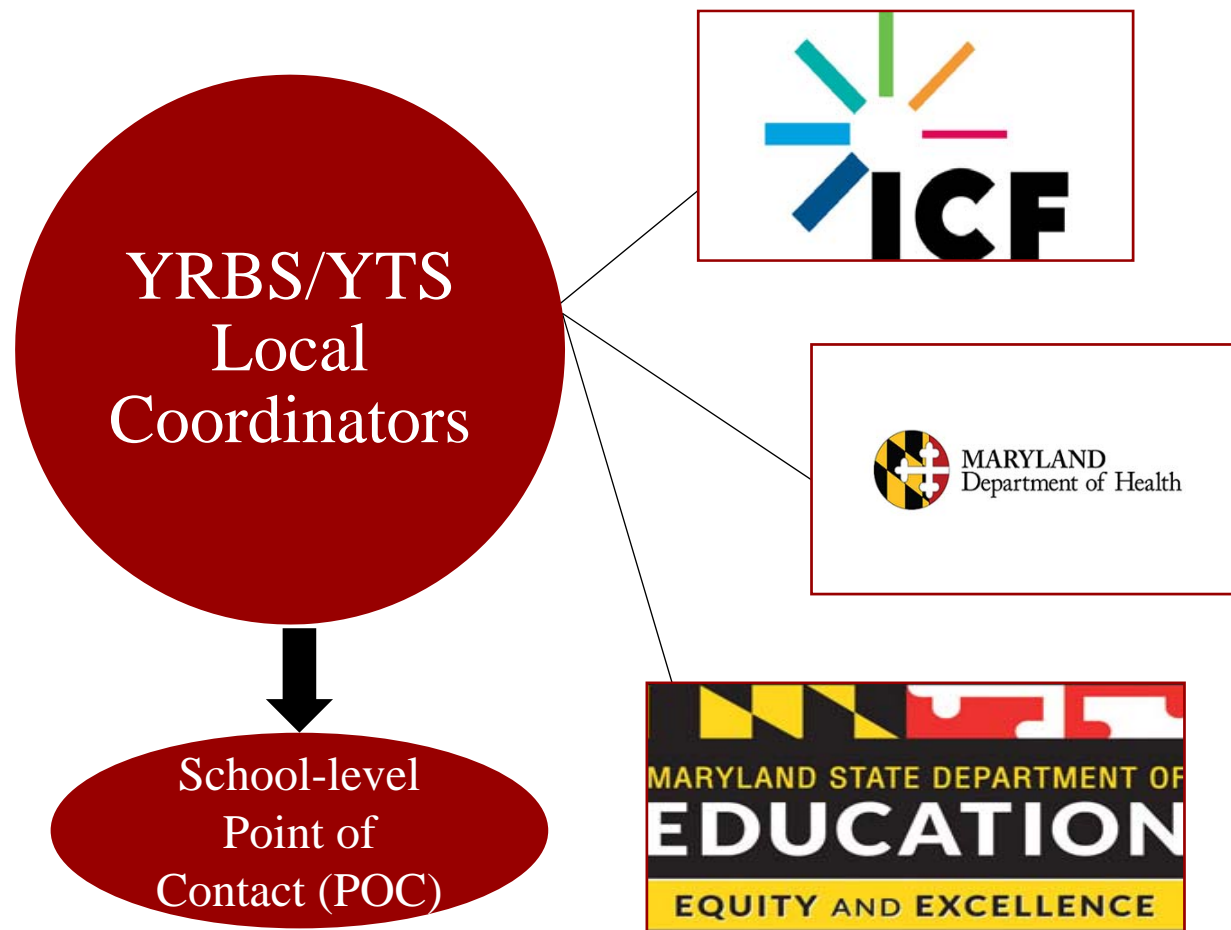 YRBS/YTS
Local
Coordinators
School-level
Point of
Contact (POC)
ICF
MARYLAND
Department of Health
MARYLAND STATE DEPARTMENT OF
EDUCATION
EQUITY AND EXCELLENCE